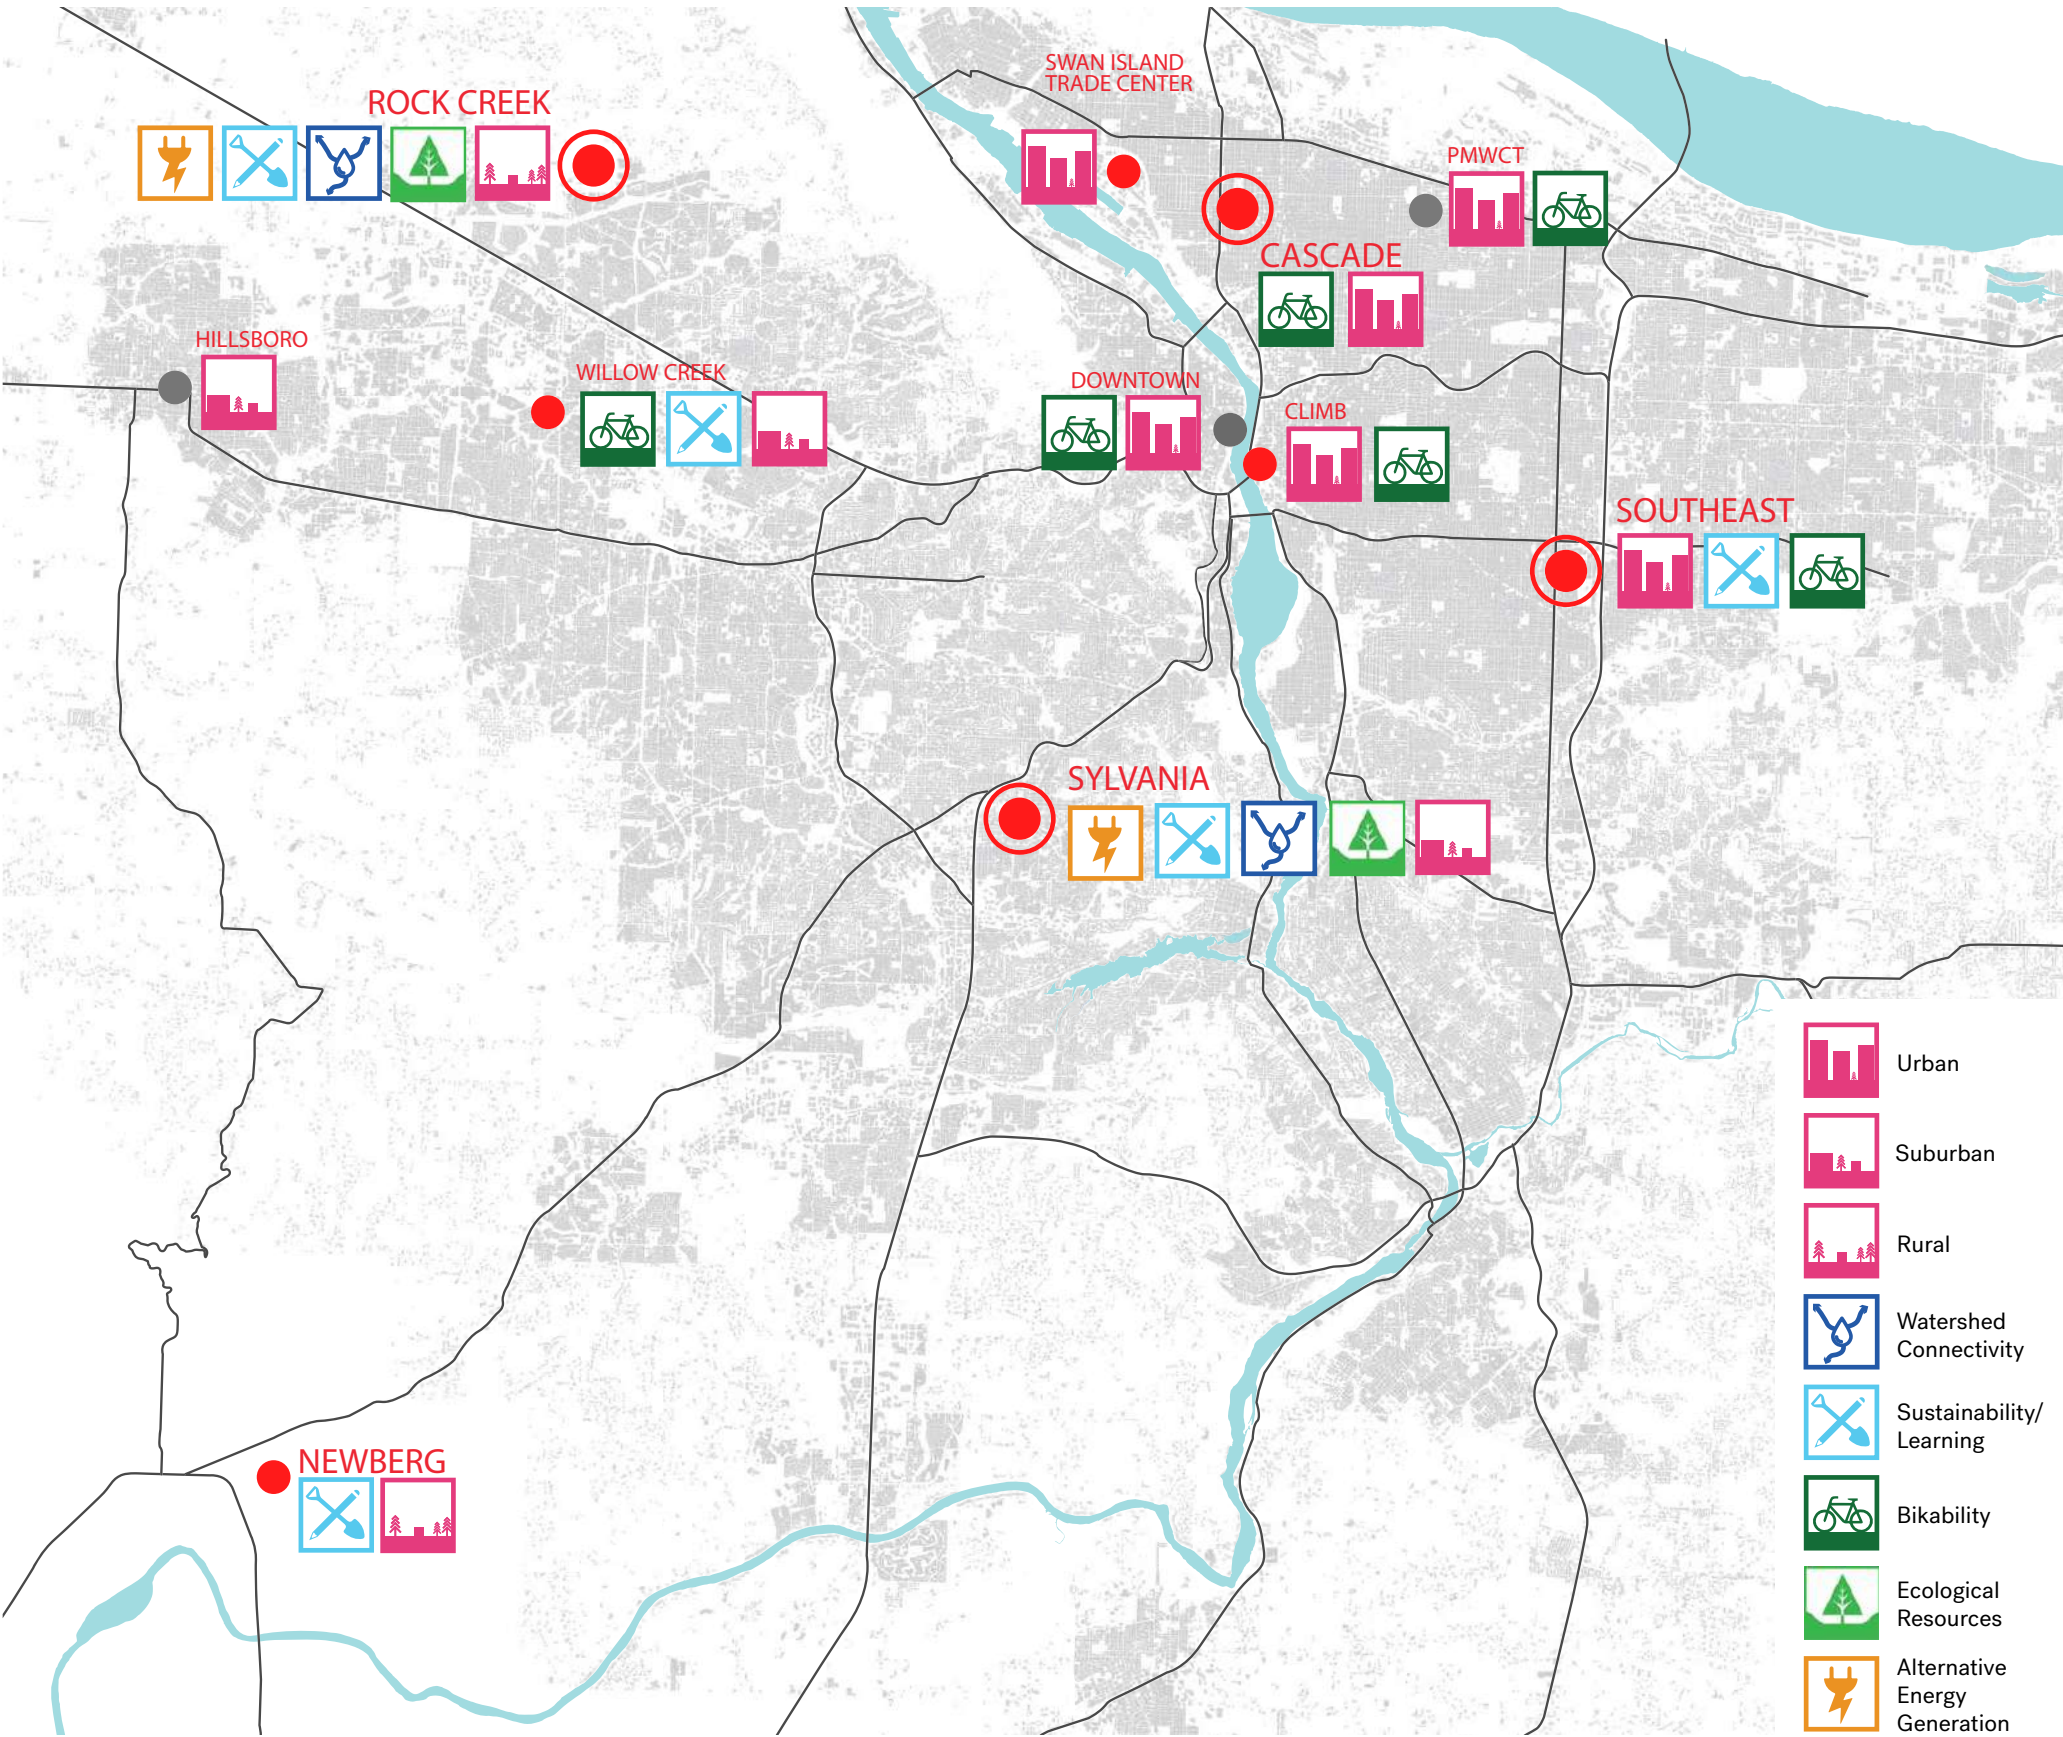 SWAN ISLAND
TRADE CENTER
ROCK CREEK
PMWCT
CASCADE
HILLSBORO
WILLOW CREEK
DOWNTOWN
CLIMB
SOUTHEAST
SYLVANIA
NEWBERG
Urban
Suburban
Rural
Watershed
Connectivity
Sustainability/
Learning
Bikability
Ecological
Resources
Alternative
Energy
Generation